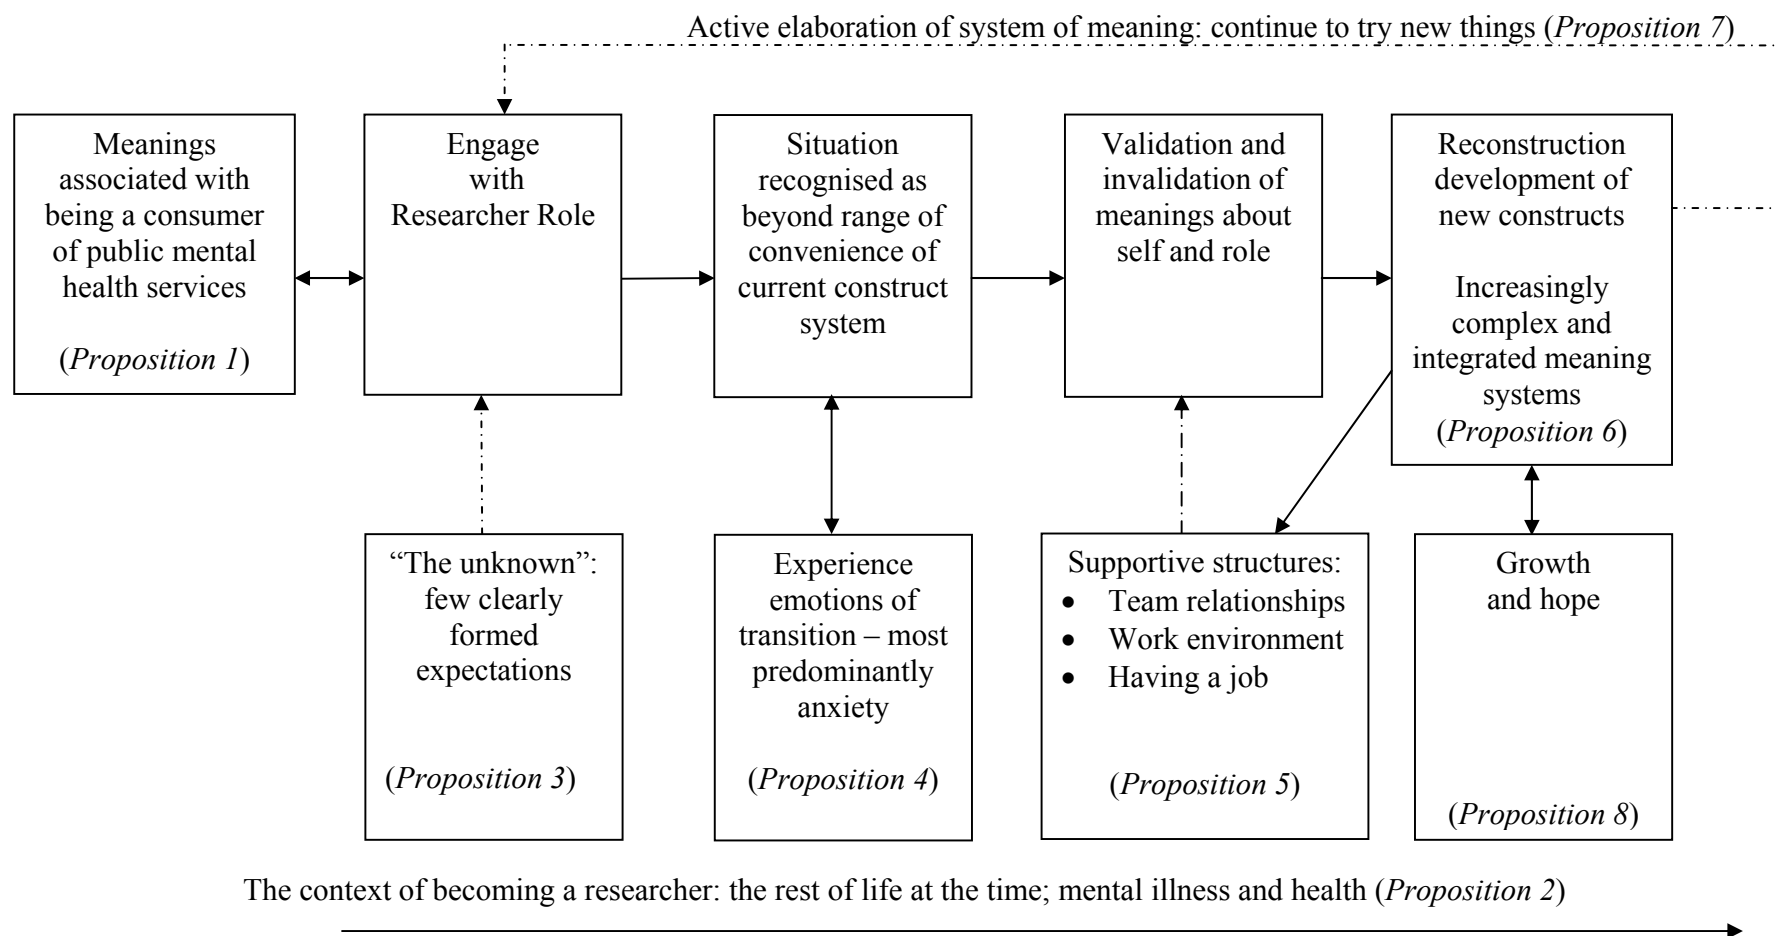 Active elaboration of system of meaning: continue to try new things (Proposition 7)
Meanings
associated with
being a consumer
of public mental
health services
(Proposition 1)
Engage
with
Researcher Role
Situation
recognised as
beyond range of
convenience of
current construct
system
Validation and
invalidation of
meanings about
self and role
Reconstruction
development of
new constructs
Increasingly
complex and
integrated meaning
systems
(Proposition 6)
“The unknown”:
few clearly
formed
expectations
(Proposition 3)
Experience
emotions of
transition – most
predominantly
anxiety
(Proposition 4)
Supportive structures:
• Team relationships
• Work environment
• Having a job
(Proposition 5)
Growth
and hope
(Proposition 8)
The context of becoming a researcher: the rest of life at the time; mental illness and health (Proposition 2)